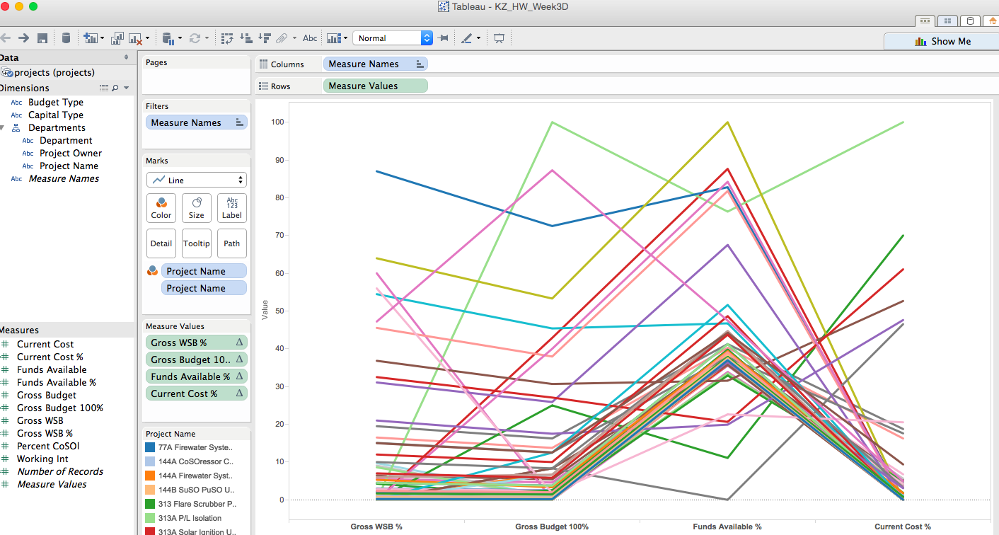 Tableau - KZ_HW_Week3D
Abc
Normal
Show Me
Data
projects (projects)
Dimensions
Abc Budget Type
Abc Capital Type
Departments
Abc Department
Abc Project Owner
Abc Project Name
Abc Measure Names
Measures
Current Cost
Current Cost %
Funds Available
Funds Available %
Gross Budget
Gross Budget 100%
Gross WSB
Gross WSB %
Percent CoSOl
Working Int
Number of Records
Measure Values
Pages
Filters
Measure Names
Marks
Line
Color
Size
Abc
123
Label
Detail
Tooltip
Path
Project Name
Project Name
Measure Values
Gross WSB % Δ
Gross Budget 10.. Δ
Funds Available % Δ
Current Cost % Δ
Project Name
77A Firewater Syste..
144A CoSOressor C..
144A Firewater Syst..
144B SuSO PuSO U..
313 Flare Scrubber P..
313A P/L Isolation
313A Solar Ignition U..
Columns Measure Names
Rows Measure Values
100
90
80
70
60
50
40
30
20
10
0
Value
Gross WSB %
Gross Budget 100%
Funds Available %
Current Cost %